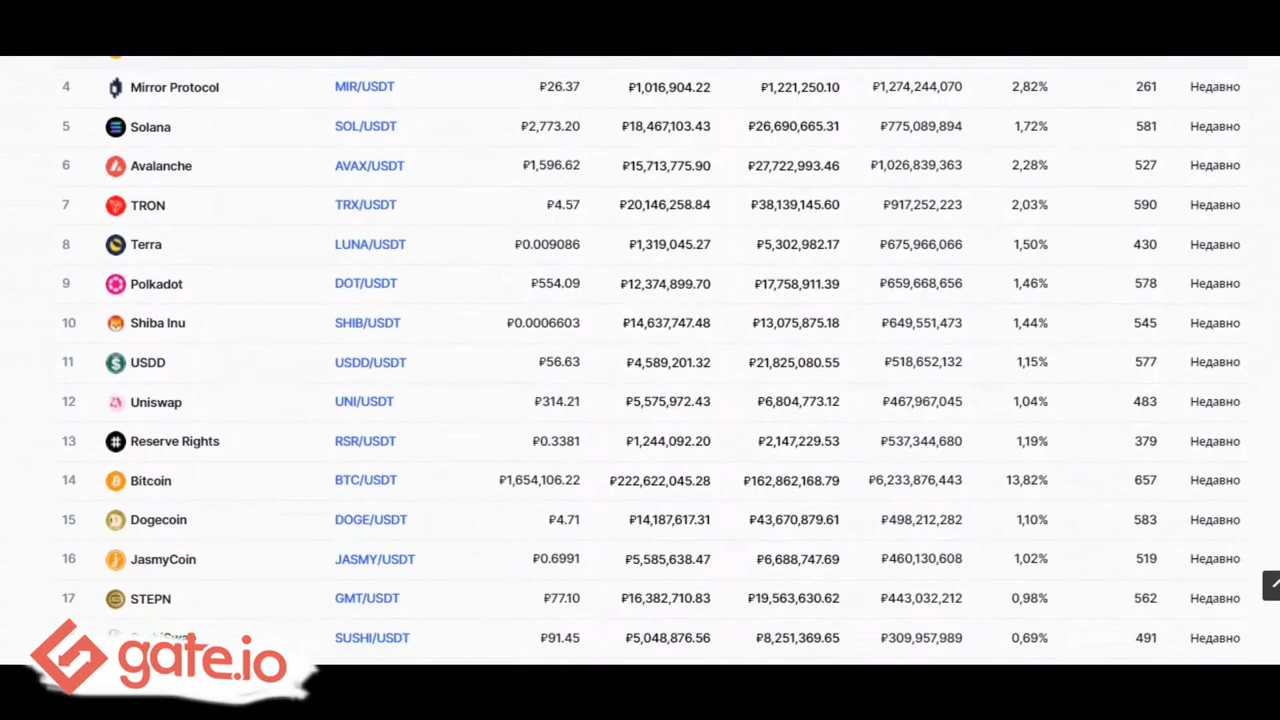 4 Mirror Protocol MIR/USDT ₽26.37 ₽1,016,904.22 ₽1,221,250.10 ₽1,274,244,070 2,82% 261 Недавно
5 Solana SOL/USDT ₽2,773.20 ₽18,467,103.43 ₽26,690,665.31 ₽775,089,894 1,72% 581 Недавно
6 Avalanche AVAX/USDT ₽1,596.62 ₽15,713,775.90 ₽27,722,993.46 ₽1,026,839,363 2,28% 527 Недавно
7 TRON TRX/USDT ₽4.57 ₽20,146,258.84 ₽38,139,145.60 ₽917,252,223 2,03% 590 Недавно
8 Terra LUNA/USDT ₽0.009086 ₽1,319,045.27 ₽5,302,982.17 ₽675,966,066 1,50% 430 Недавно
9 Polkadot DOT/USDT ₽554.09 ₽12,374,899.70 ₽17,758,911.39 ₽659,668,656 1,46% 578 Недавно
10 Shiba Inu SHIB/USDT ₽0.0006603 ₽14,637,747.48 ₽13,075,875.18 ₽649,551,473 1,44% 545 Недавно
11 USDD USDD/USDT ₽56.63 ₽4,589,201.32 ₽21,825,080.55 ₽518,652,132 1,15% 577 Недавно
12 Uniswap UNI/USDT ₽314.21 ₽5,575,972.43 ₽6,804,773.12 ₽467,967,045 1,04% 483 Недавно
13 Reserve Rights RSR/USDT ₽0.3381 ₽1,244,092.20 ₽2,147,229.53 ₽537,344,680 1,19% 379 Недавно
14 Bitcoin BTC/USDT ₽1,654,106.22 ₽222,622,045.28 ₽162,862,168.79 ₽6,233,876,443 13,82% 657 Недавно
15 Dogecoin DOGE/USDT ₽4.71 ₽14,187,617.31 ₽43,670,879.61 ₽498,212,282 1,10% 583 Недавно
16 JasmyCoin JASMY/USDT ₽0.6991 ₽5,585,638.47 ₽6,688,747.69 ₽460,130,608 1,02% 519 Недавно
17 STEPN GMT/USDT ₽77.10 ₽16,382,710.83 ₽19,563,630.62 ₽443,032,212 0,98% 562 Недавно
SUSHI/USDT ₽91.45 ₽5,048,876.56 ₽8,251,369.65 ₽309,957,989 0,69% 491 Недавно
gate.io